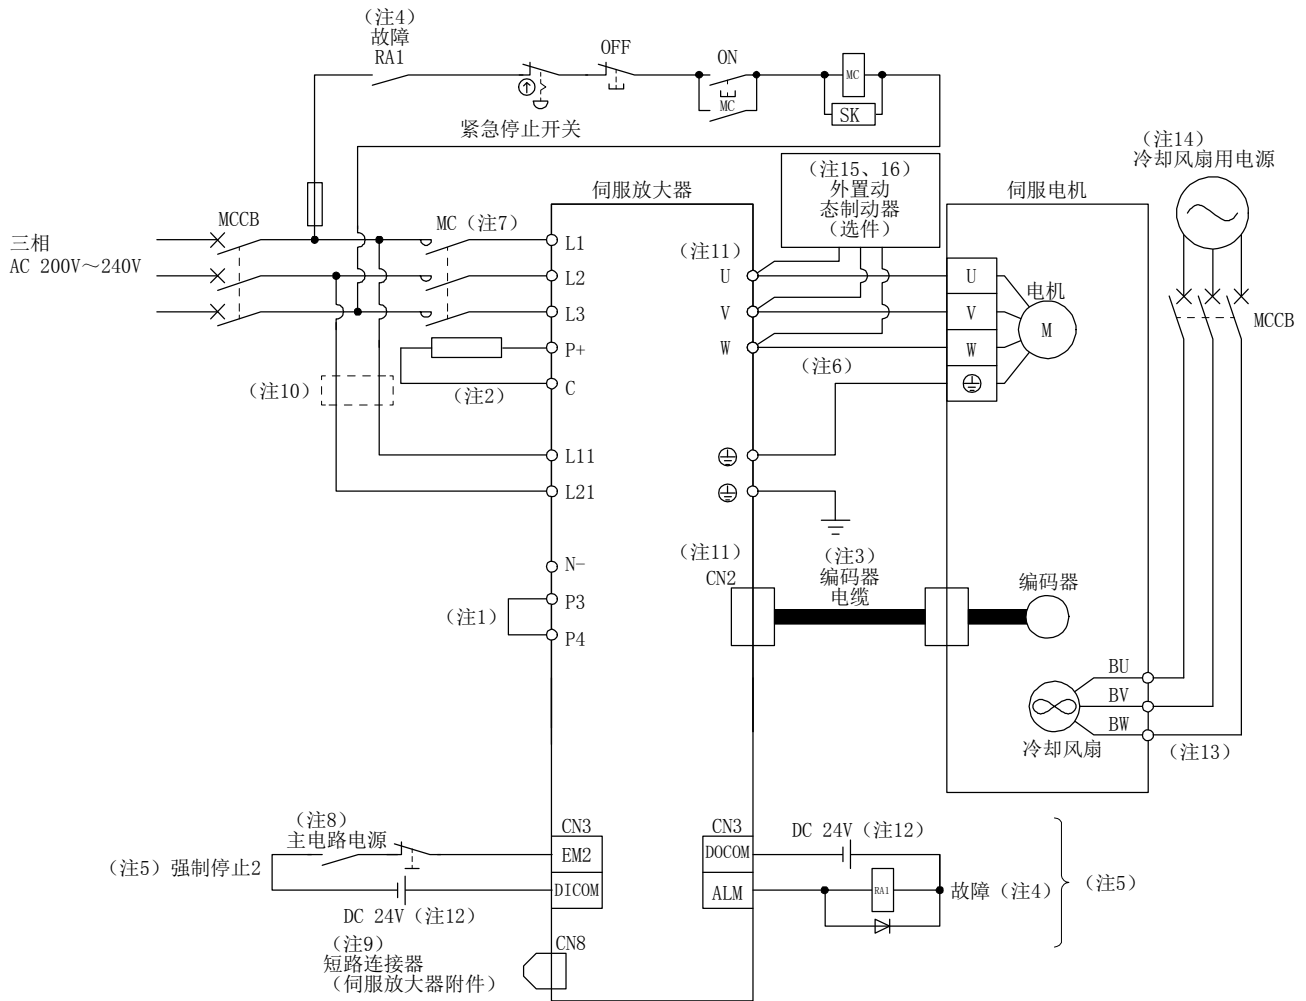 （注4）
故障
RA1
OFF
ON
MC
MC
SK
紧急停止开关
（注14）
冷却风扇用电源
（注15、16）
外置动
态制动器
（选件）
伺服放大器
伺服电机
MCCB
MC（注7）
三相
AC 200V～240V
L1
L2
L3
P+
C
（注2）
（注10）
L11
L21
N-
P3
P4
（注1）
（注11）
U
V
W
（注6）
U
V
W
电机
M
MCCB
（注11）
CN2
（注3）
编码器
电缆
编码器
BU
BV
BW
冷却风扇
（注13）
（注8）
主电路电源
（注5）强制停止2
DC 24V（注12）
CN3
EM2
DICOM
CN3
DOCOM
ALM
DC 24V（注12）
RA1
故障（注4）
（注5）
（注9）
短路连接器
（伺服放大器附件）
CN8